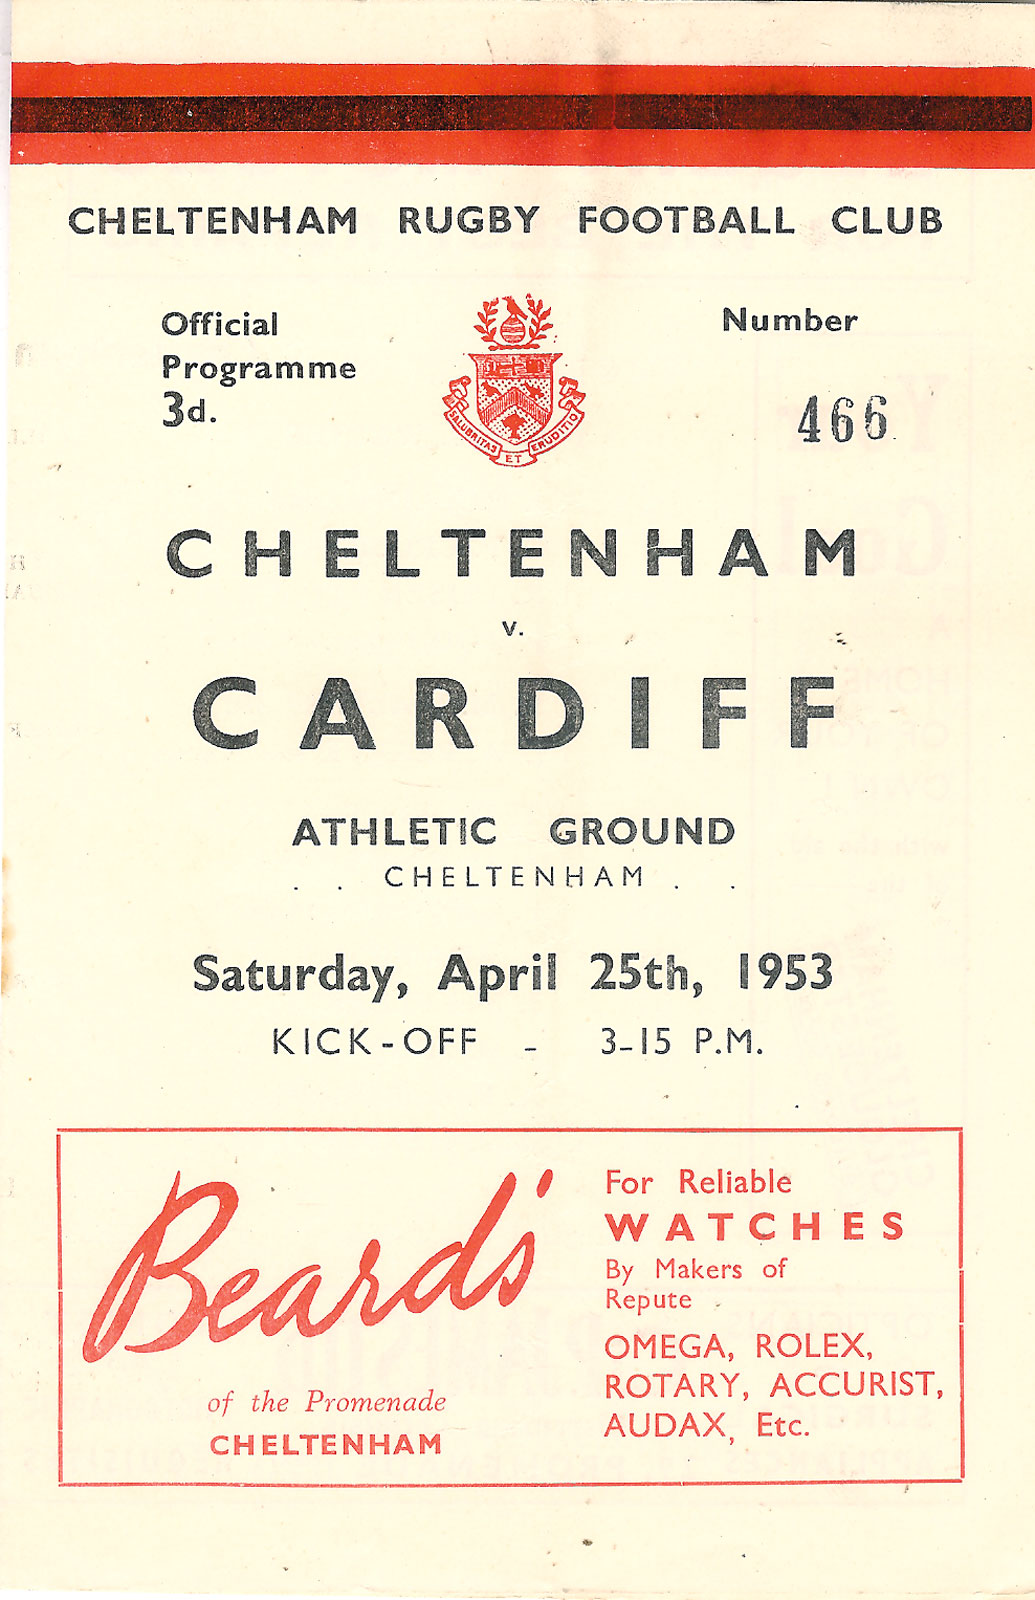 CHELTENHAM RUGBY FOOTBALL CLUB
Official
Programme
3d.
Number
466
SALUBRITAS ET ERUDITIO
CHELTENHAM
v.
CARDIFF
ATHLETIC GROUND
. . CHELTENHAM . .
Saturday, April 25th, 1953
KICK-OFF - 3-15 P.M.
Beard's
of the Promenade
CHELTENHAM
For Reliable
WATCHES
By Makers of
Repute
OMEGA, ROLEX,
ROTARY, ACCURIST,
AUDAX, Etc.